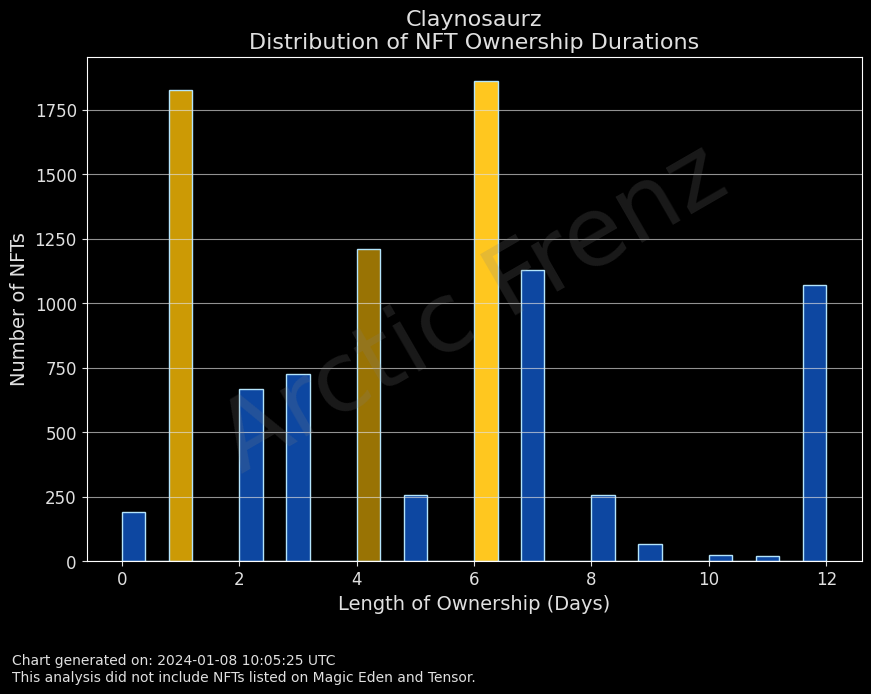 Claynosaurz
Distribution of NFT Ownership Durations
Number of NFTs
1750
1500
1250
1000
750
500
250
0
Arctic Frenz
0 2 4 6 8 10 12
Length of Ownership (Days)
Chart generated on: 2024-01-08 10:05:25 UTC
This analysis did not include NFTs listed on Magic Eden and Tensor.